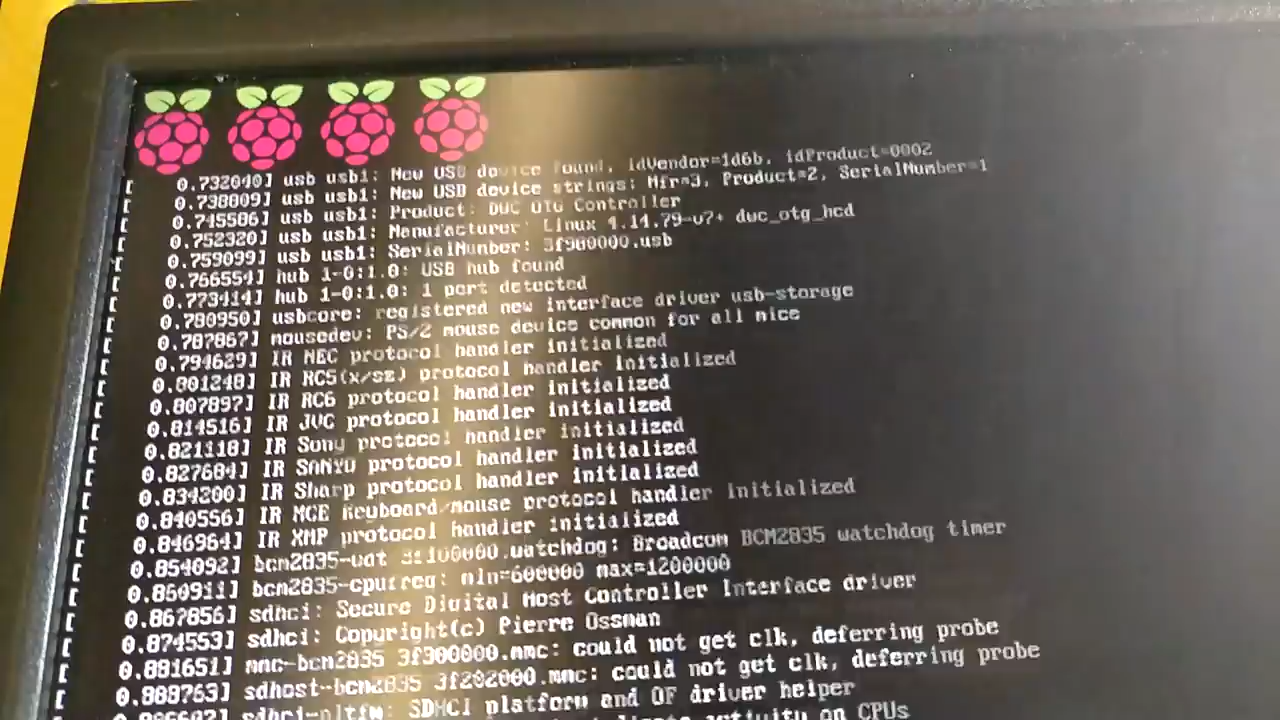 [ 0.732040] usb usb1: New USB device found, idVendor=1d6b, idProduct=0002
[ 0.738809] usb usb1: New USB device strings: Mfr=3, Product=2, SerialNumber=1
[ 0.745586] usb usb1: Product: DWC OTG Controller
[ 0.752320] usb usb1: Manufacturer: Linux 4.14.79-v7+ dwc_otg_hcd
[ 0.759099] usb usb1: SerialNumber: 3f980000.usb
[ 0.766554] hub 1-0:1.0: USB hub found
[ 0.773414] hub 1-0:1.0: 1 port detected
[ 0.780950] usbcore: registered new interface driver usb-storage
[ 0.787867] mousedev: PS/2 mouse device common for all mice
[ 0.794629] IR NEC protocol handler initialized
[ 0.801248] IR RC5(x/sz) protocol handler initialized
[ 0.807897] IR RC6 protocol handler initialized
[ 0.814516] IR JVC protocol handler initialized
[ 0.821118] IR Sony protocol handler initialized
[ 0.827684] IR SANYO protocol handler initialized
[ 0.834200] IR Sharp protocol handler initialized
[ 0.840556] IR MCE Keyboard/mouse protocol handler initialized
[ 0.846964] IR XMP protocol handler initialized
[ 0.854092] bcm2835-wdt 3f100000.watchdog: Broadcom BCM2835 watchdog timer
[ 0.860911] bcm2835-cpufreq: min=600000 max=1200000
[ 0.867856] sdhci: Secure Digital Host Controller Interface driver
[ 0.874553] sdhci: Copyright(c) Pierre Ossman
[ 0.881651] mmc-bcm2835 3f300000.mmc: could not get clk, deferring probe
[ 0.888763] sdhost-bcm2835 3f202000.mmc: could not get clk, deferring probe
sdhci-pltfm: SDHCI platform and OF driver helper
activity on CPUs